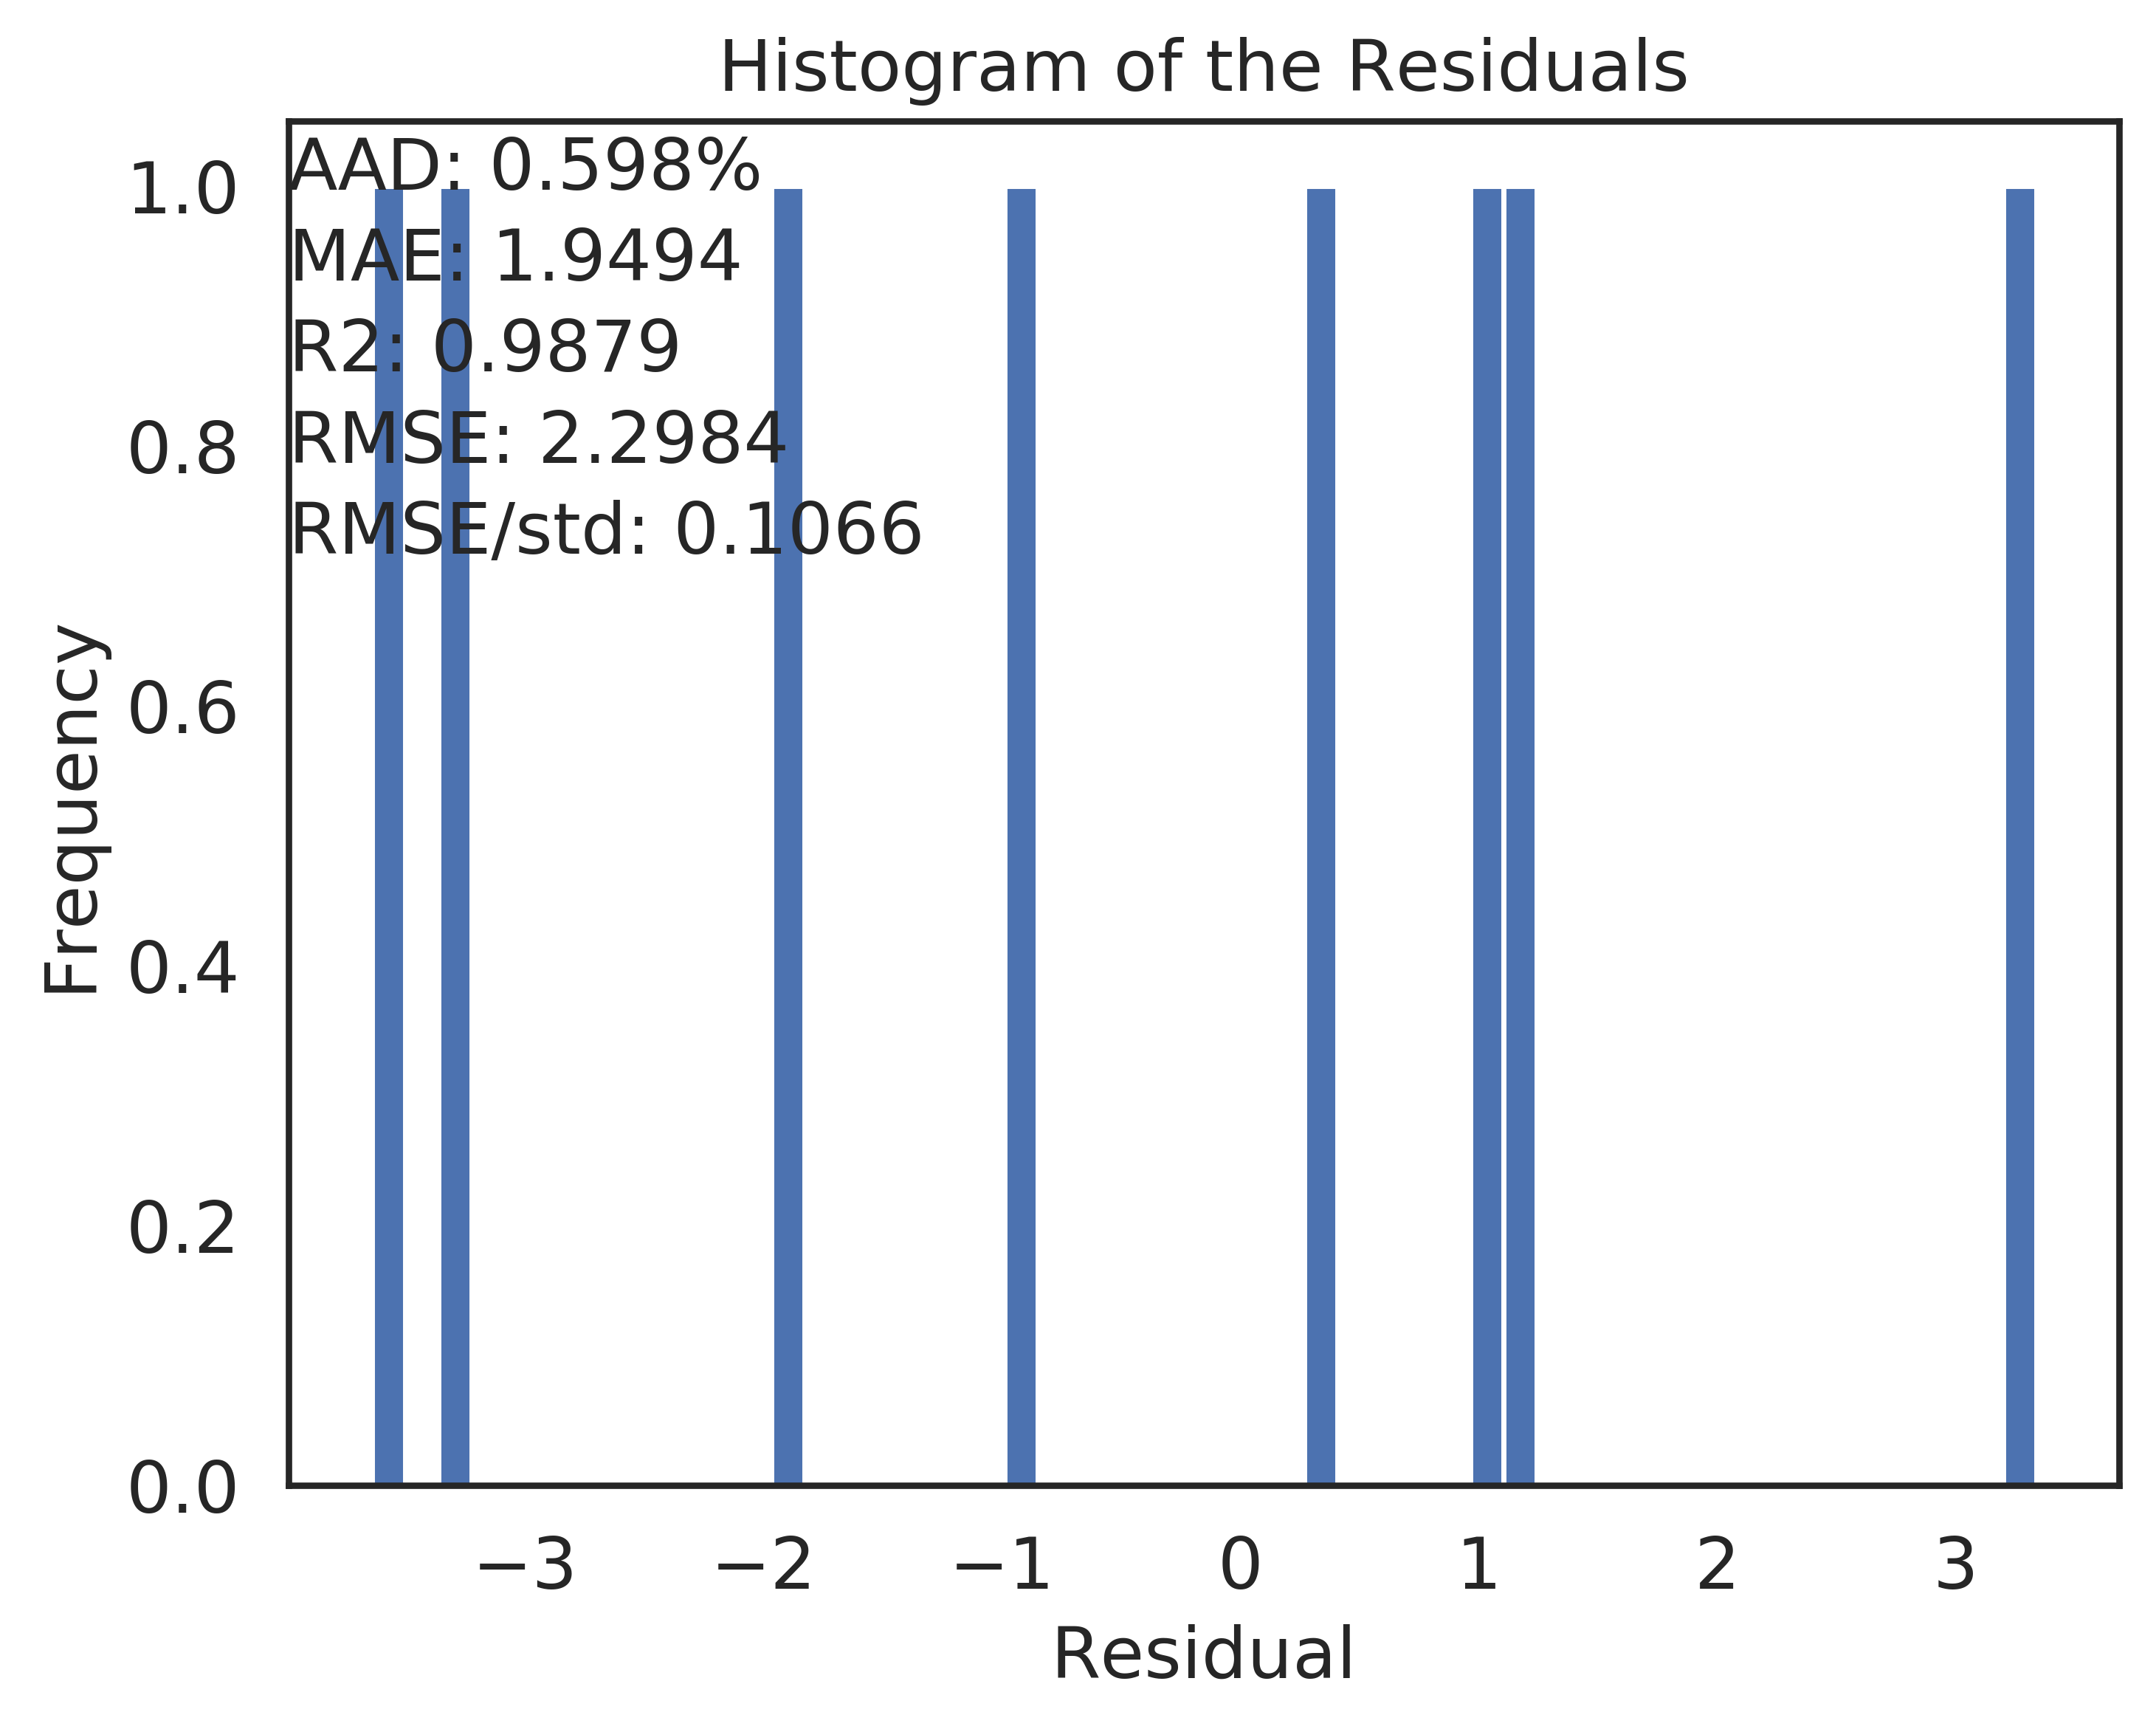 Histogram of the Residuals
AAD: 0.598%
MAE: 1.9494
R2: 0.9879
RMSE: 2.2984
RMSE/std: 0.1066
Frequency
1.0
0.8
0.6
0.4
0.2
0.0
−3 −2 −1 0 1 2 3
Residual